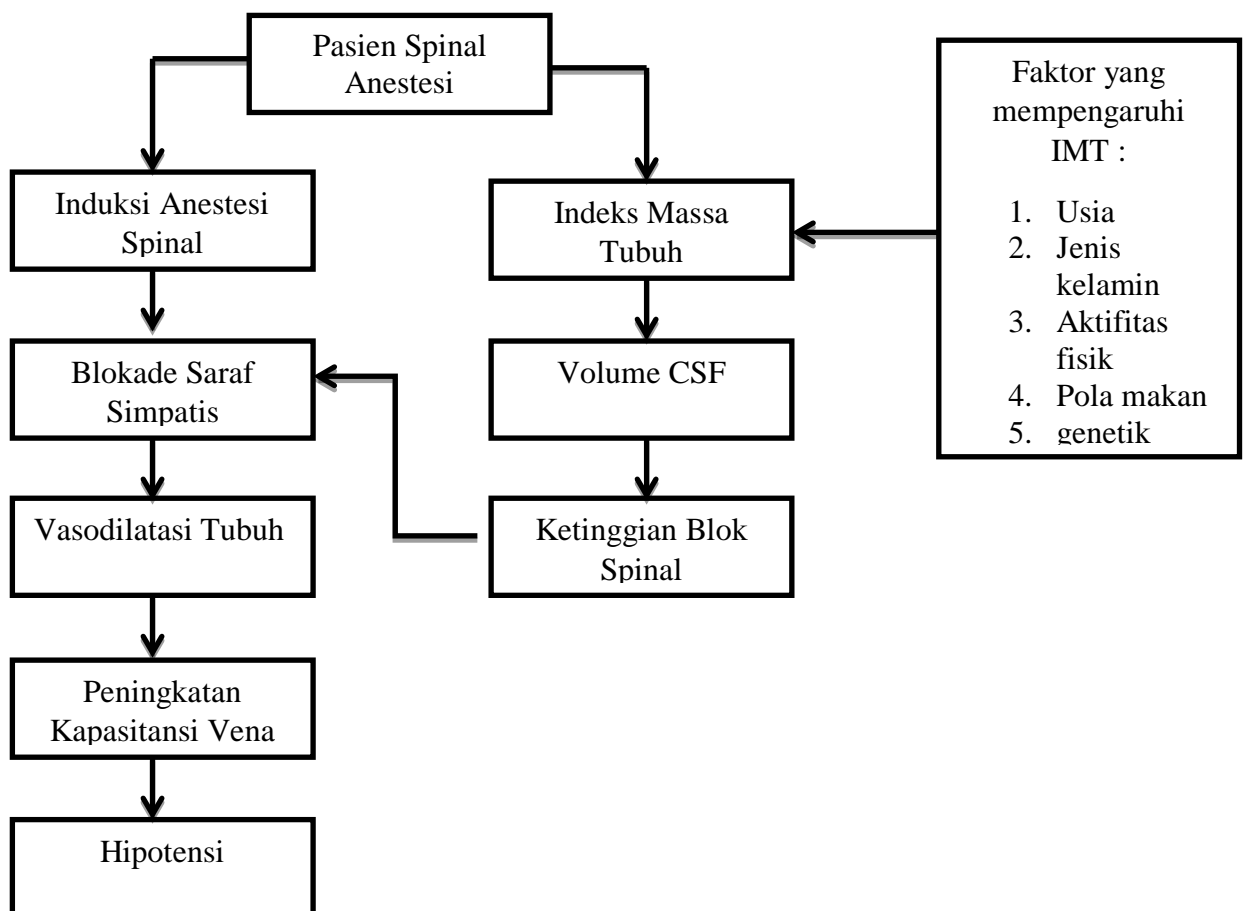 Pasien Spinal
Anestesi
Faktor yang
mempengaruhi
IMT :
1. Usia
2. Jenis
kelamin
3. Aktifitas
fisik
4. Pola makan
5. genetik
Induksi Anestesi
Spinal
Indeks Massa
Tubuh
Blokade Saraf
Simpatis
Volume CSF
Vasodilatasi Tubuh
Ketinggian Blok
Spinal
Peningkatan
Kapasitansi Vena
Hipotensi